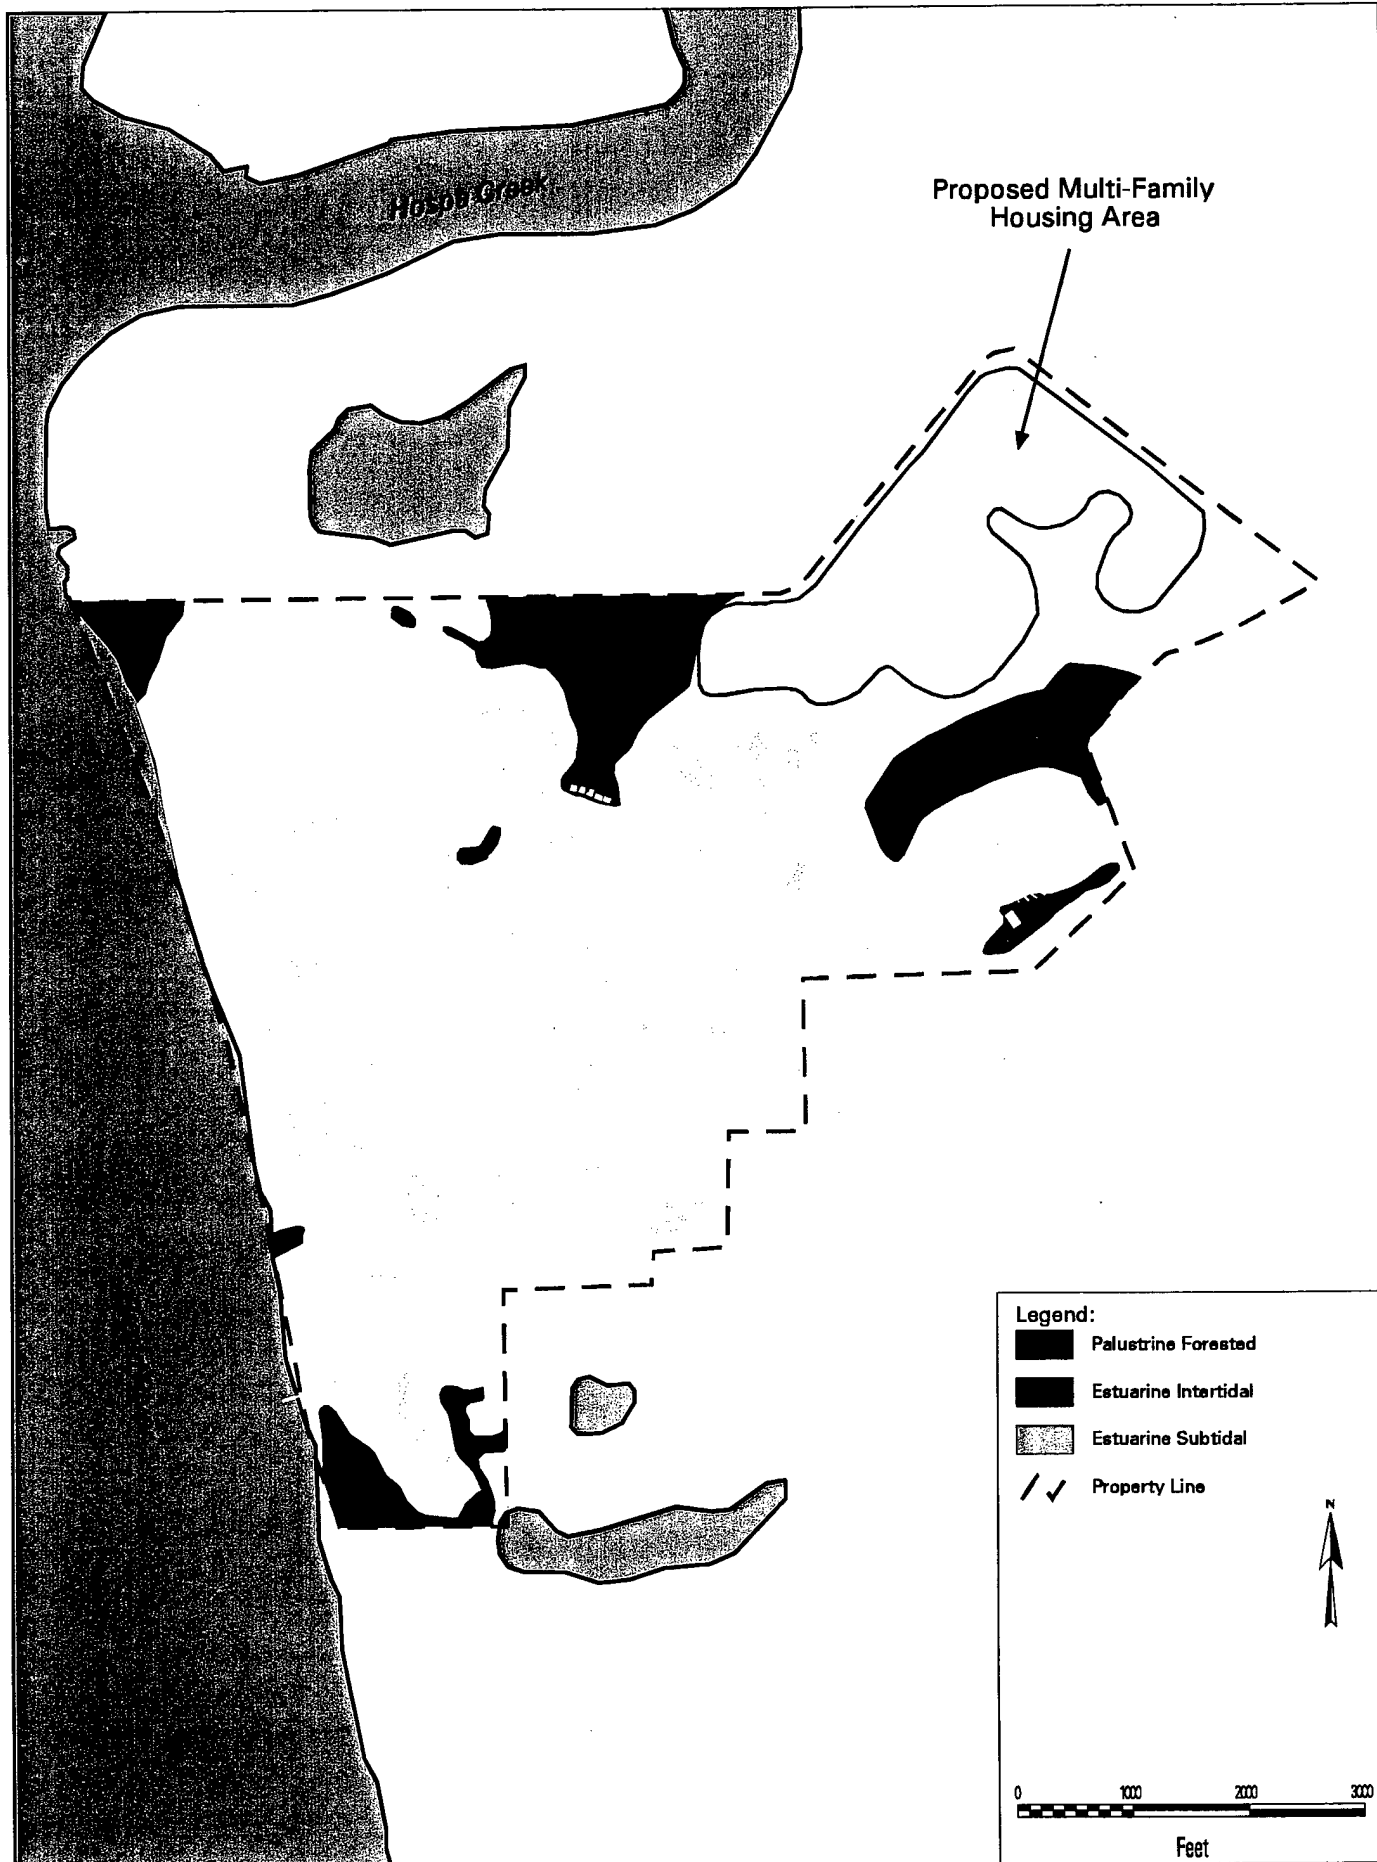 Proposed Multi-Family
Housing Area
Legend:
Palustrine Forested
Estuarine Intertidal
Estuarine Subtidal
Property Line
N
0 1000 2000 3000
Feet